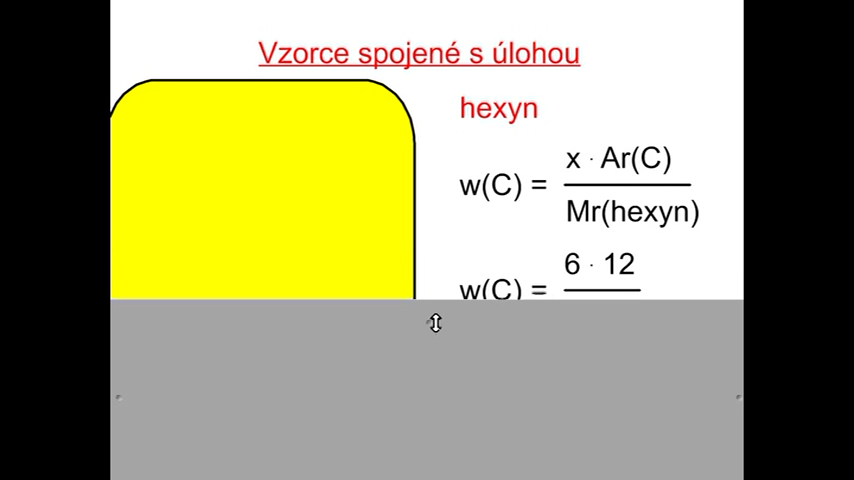 Vzorce spojené s úlohou
hexyn
w(C) = x · Ar(C)
Mr(hexyn)
w(C) = 6 · 12